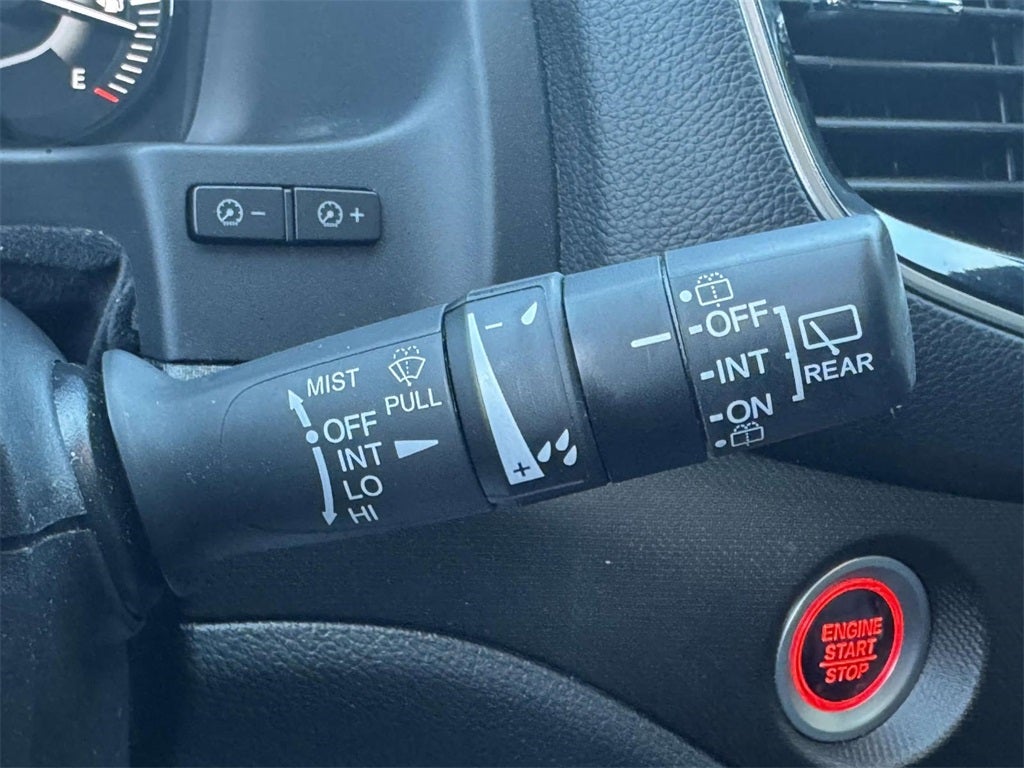 E
− +
MIST
PULL
OFF
INT
LO
HI
−
+
OFF
INT
ON
REAR
ENGINE
START
STOP